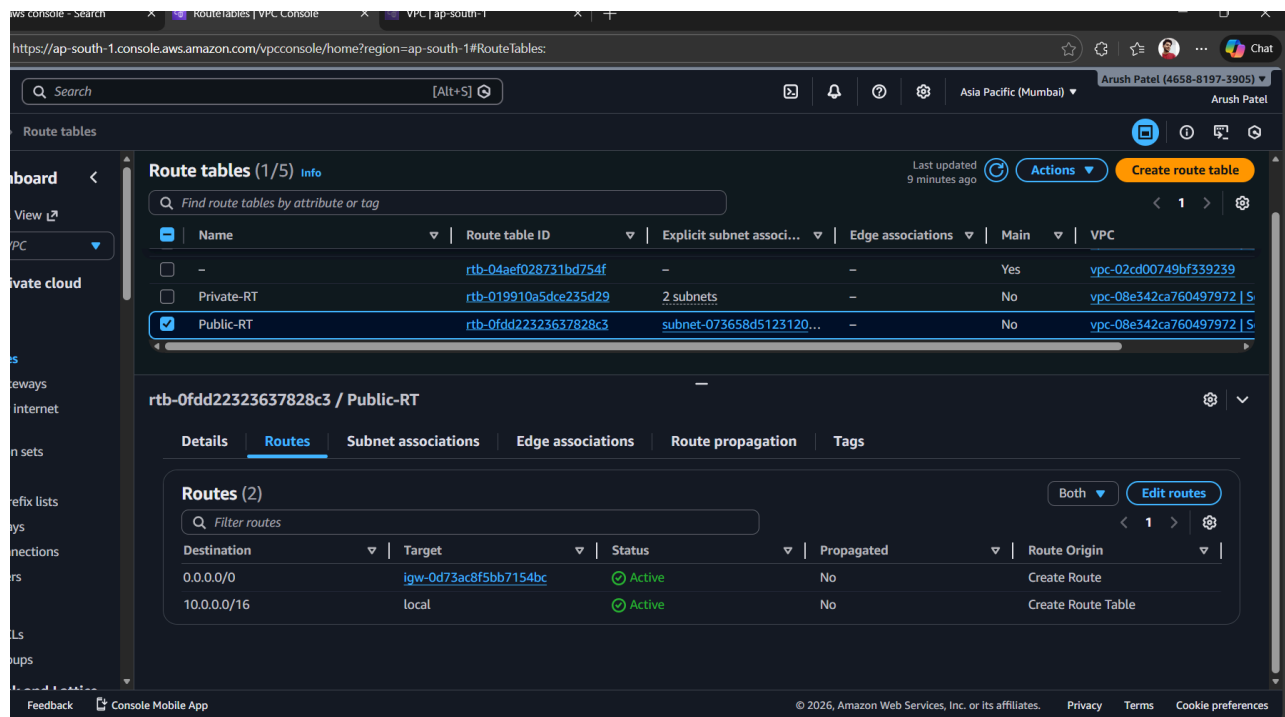 aws console - Search RouteTables | VPC Console VPC | ap-south-1
https://ap-south-1.console.aws.amazon.com/vpcconsole/home?region=ap-south-1#RouteTables: Chat
Search [Alt+S] Asia Pacific (Mumbai) Arush Patel (4658-8197-3905)
Arush Patel
Route tables
Route tables (1/5) Info Last updated 9 minutes ago Actions Create route table
Find route tables by attribute or tag 1
Name Route table ID Explicit subnet associ... Edge associations Main VPC
– rtb-04aef028731bd754f – – Yes vpc-02cd00749bf339239
Private-RT rtb-019910a5dce235d29 2 subnets – No vpc-08e342ca760497972 | S
Public-RT rtb-0fdd22323637828c3 subnet-073658d5123120... – No vpc-08e342ca760497972 | S
rtb-0fdd22323637828c3 / Public-RT
Details Routes Subnet associations Edge associations Route propagation Tags
Routes (2) Both Edit routes
Filter routes 1
Destination Target Status Propagated Route Origin
0.0.0.0/0 igw-0d73ac8f5bb7154bc Active No Create Route
10.0.0.0/16 local Active No Create Route Table
hboard
View
PC
ivate cloud
es
eways
internet
n sets
refix lists
ays
nnections
ers
CLs
oups
Feedback Console Mobile App © 2026, Amazon Web Services, Inc. or its affiliates. Privacy Terms Cookie preferences